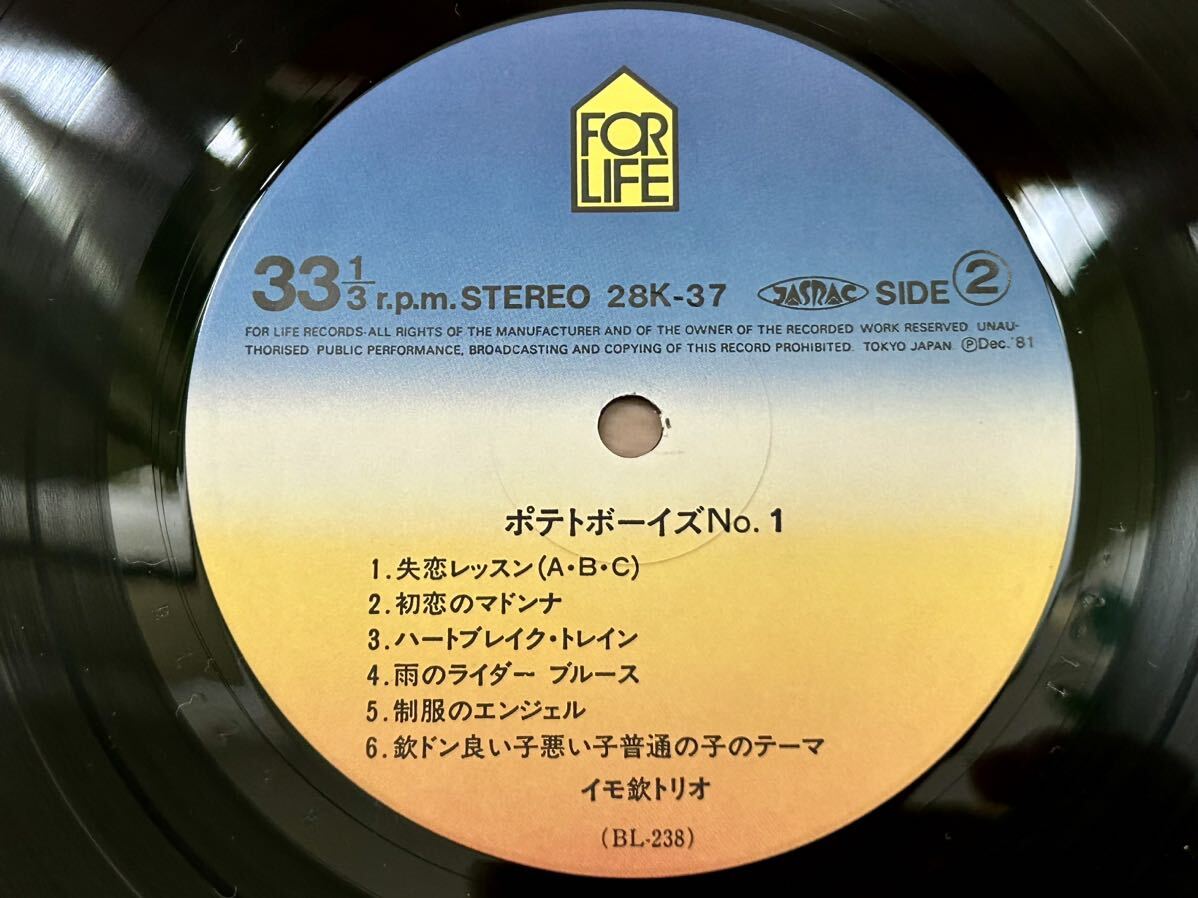 FOR
LIFE
33 1/3 r.p.m. STEREO 28K-37 JASRAC SIDE 2
FOR LIFE RECORDS·ALL RIGHTS OF THE MANUFACTURER AND OF THE OWNER OF THE RECORDED WORK RESERVED UNAU-
THORISED PUBLIC PERFORMANCE, BROADCASTING AND COPYING OF THIS RECORD PROHIBITED. TOKYO JAPAN ℗Dec.'81
ポテトボーイズNo.1
1.失恋レッスン(A・B・C)
2.初恋のマドンナ
3.ハートブレイク・トレイン
4.雨のライダー ブルース
5.制服のエンジェル
6.欽ドン良い子悪い子普通の子のテーマ
イモ欽トリオ
(BL-238)